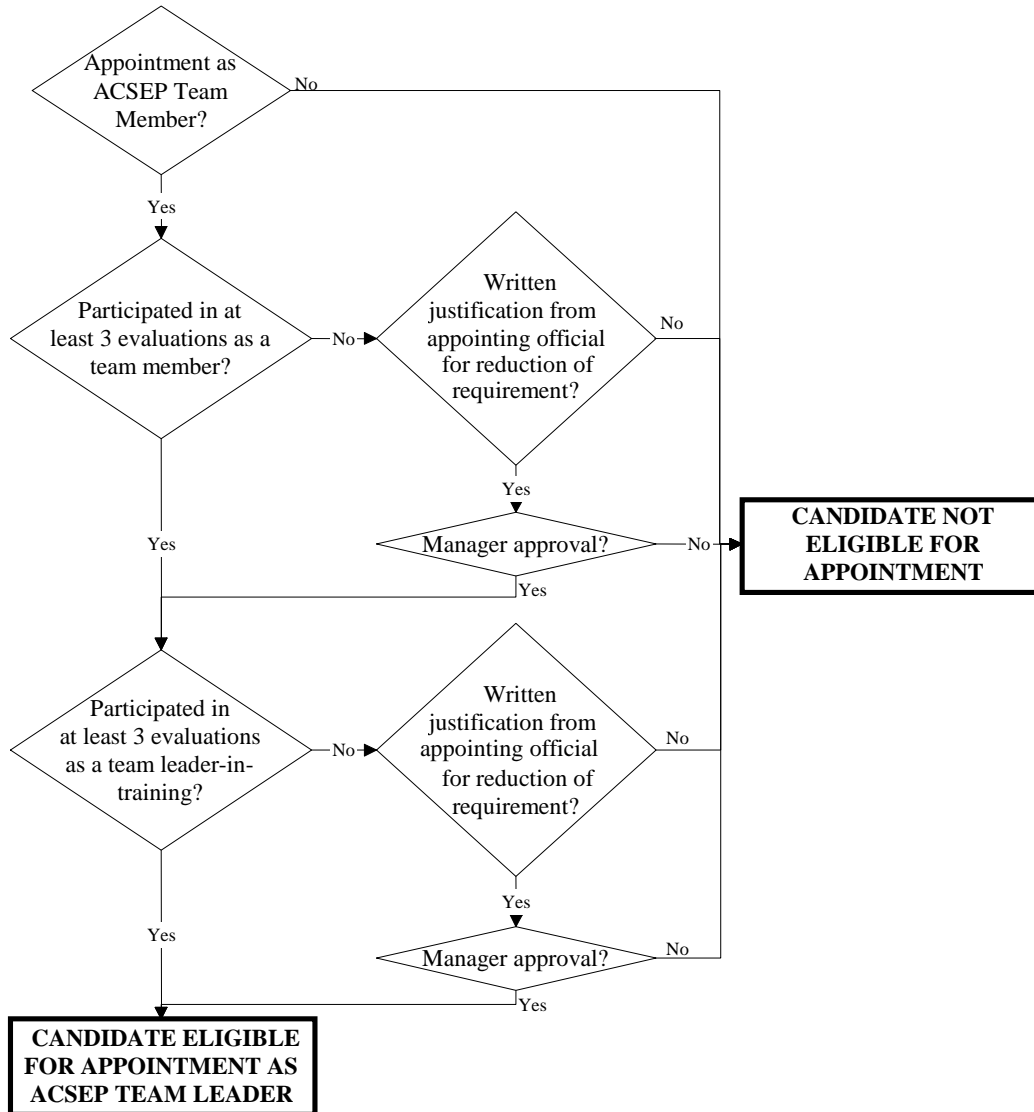 Appointment as
ACSEP Team
Member?
No
Yes
Participated in at
least 3 evaluations as a
team member?
No
Written
justification from
appointing official
for reduction of
requirement?
No
Yes
Yes
Manager approval?
No
CANDIDATE NOT
ELIGIBLE FOR
APPOINTMENT
Yes
Participated in
at least 3 evaluations
as a team leader-in-
training?
No
Written
justification from
appointing official
for reduction of
requirement?
No
Yes
Yes
Manager approval?
No
Yes
CANDIDATE ELIGIBLE
FOR APPOINTMENT AS
ACSEP TEAM LEADER